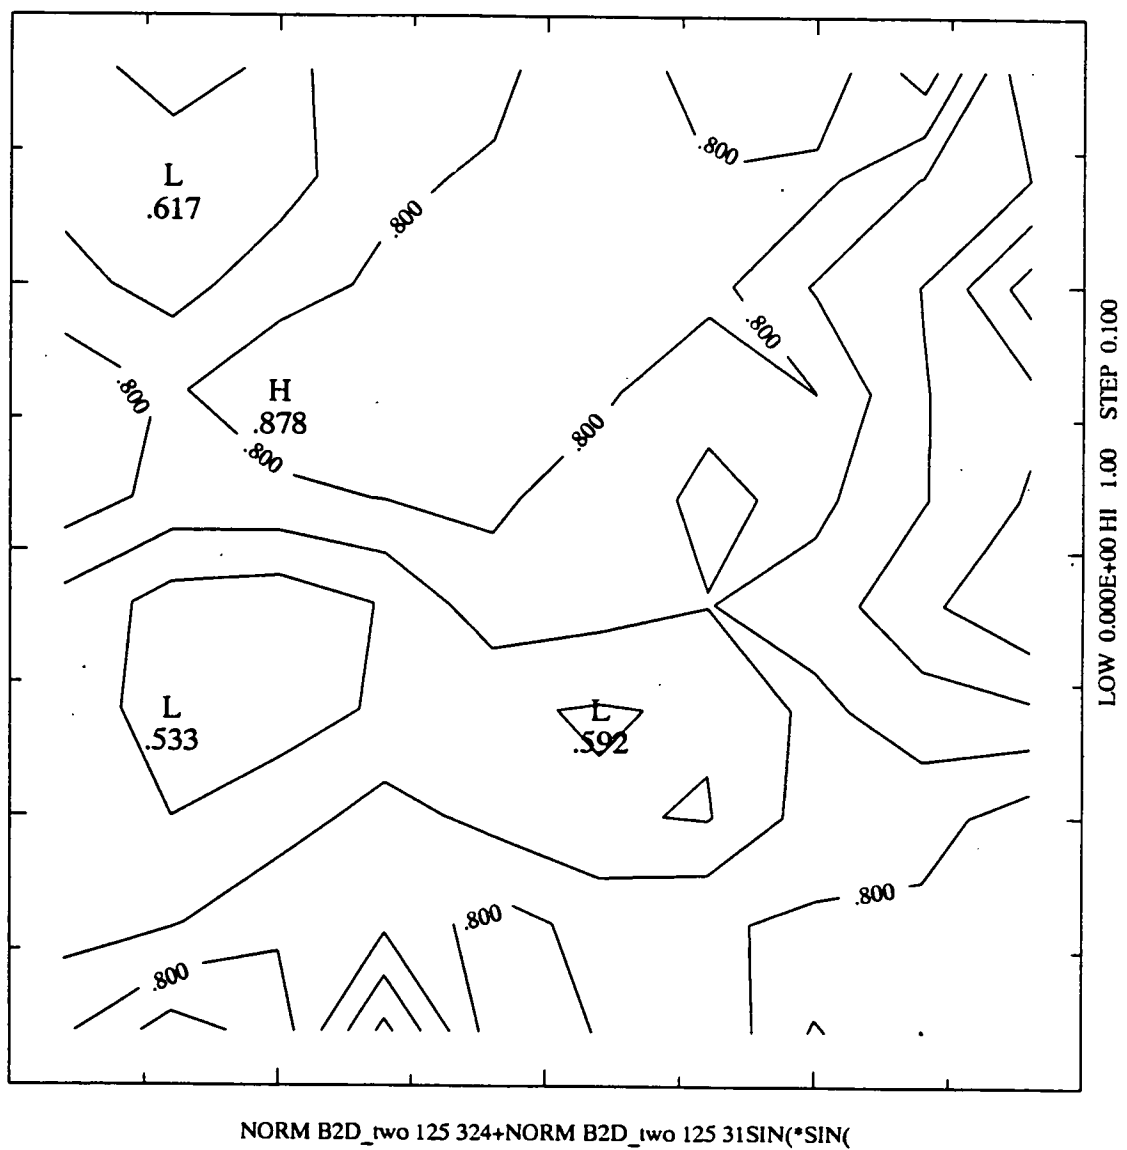 .800
L
.617
.800
.800
H
.878
.800
.800
.800
L
.533
L
.592
.800
.800
.800
LOW 0.000E+00 HI 1.00 STEP 0.100
NORM B2D_two 125 324+NORM B2D_two 125 31SIN(*SIN(